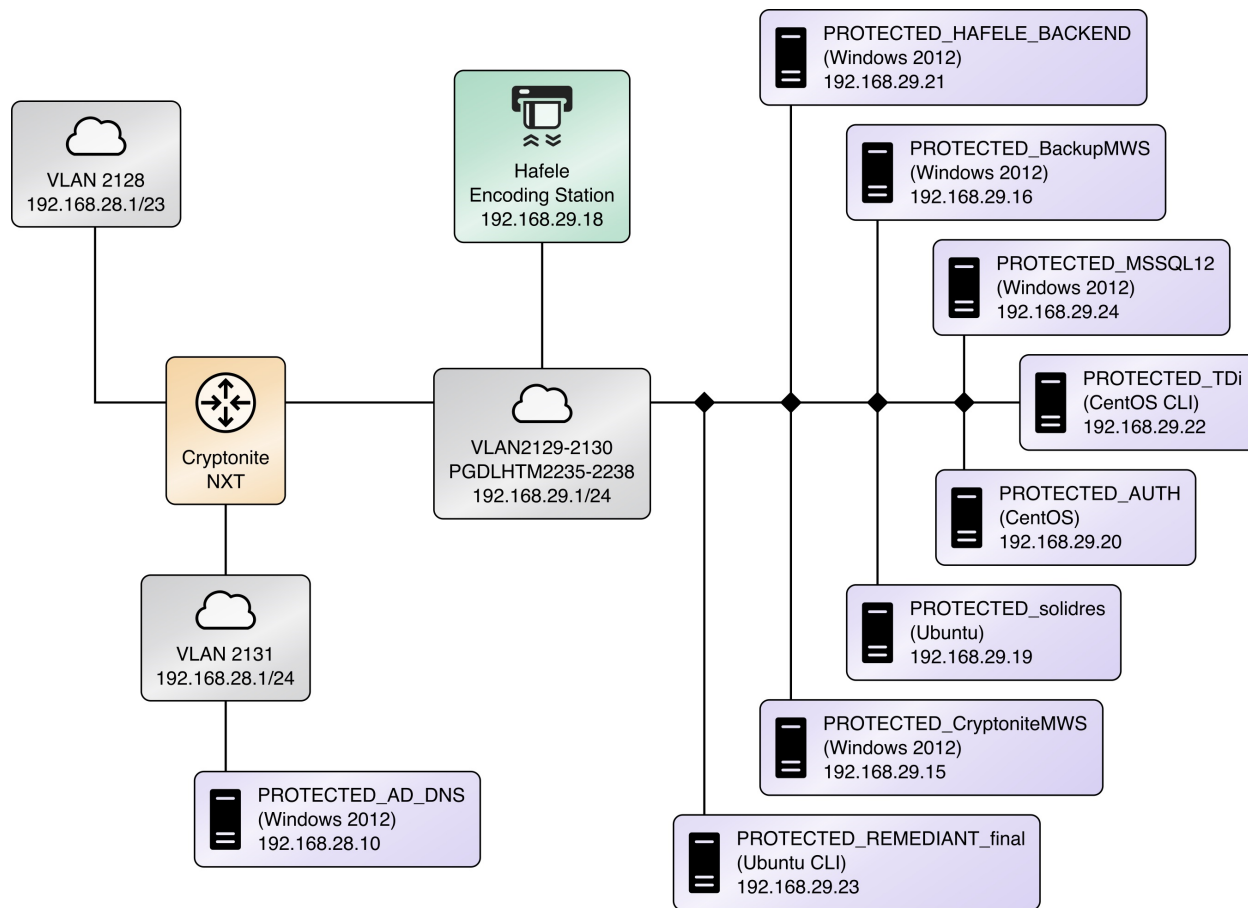 PROTECTED_HAFELE_BACKEND
(Windows 2012)
192.168.29.21
VLAN 2128
192.168.28.1/23
Hafele
Encoding Station
192.168.29.18
PROTECTED_BackupMWS
(Windows 2012)
192.168.29.16
PROTECTED_MSSQL12
(Windows 2012)
192.168.29.24
PROTECTED_TDi
(CentOS CLI)
192.168.29.22
Cryptonite
NXT
VLAN2129-2130
PGDLHTM2235-2238
192.168.29.1/24
PROTECTED_AUTH
(CentOS)
192.168.29.20
PROTECTED_solidres
(Ubuntu)
192.168.29.19
VLAN 2131
192.168.28.1/24
PROTECTED_CryptoniteMWS
(Windows 2012)
192.168.29.15
PROTECTED_AD_DNS
(Windows 2012)
192.168.28.10
PROTECTED_REMEDIANT_final
(Ubuntu CLI)
192.168.29.23